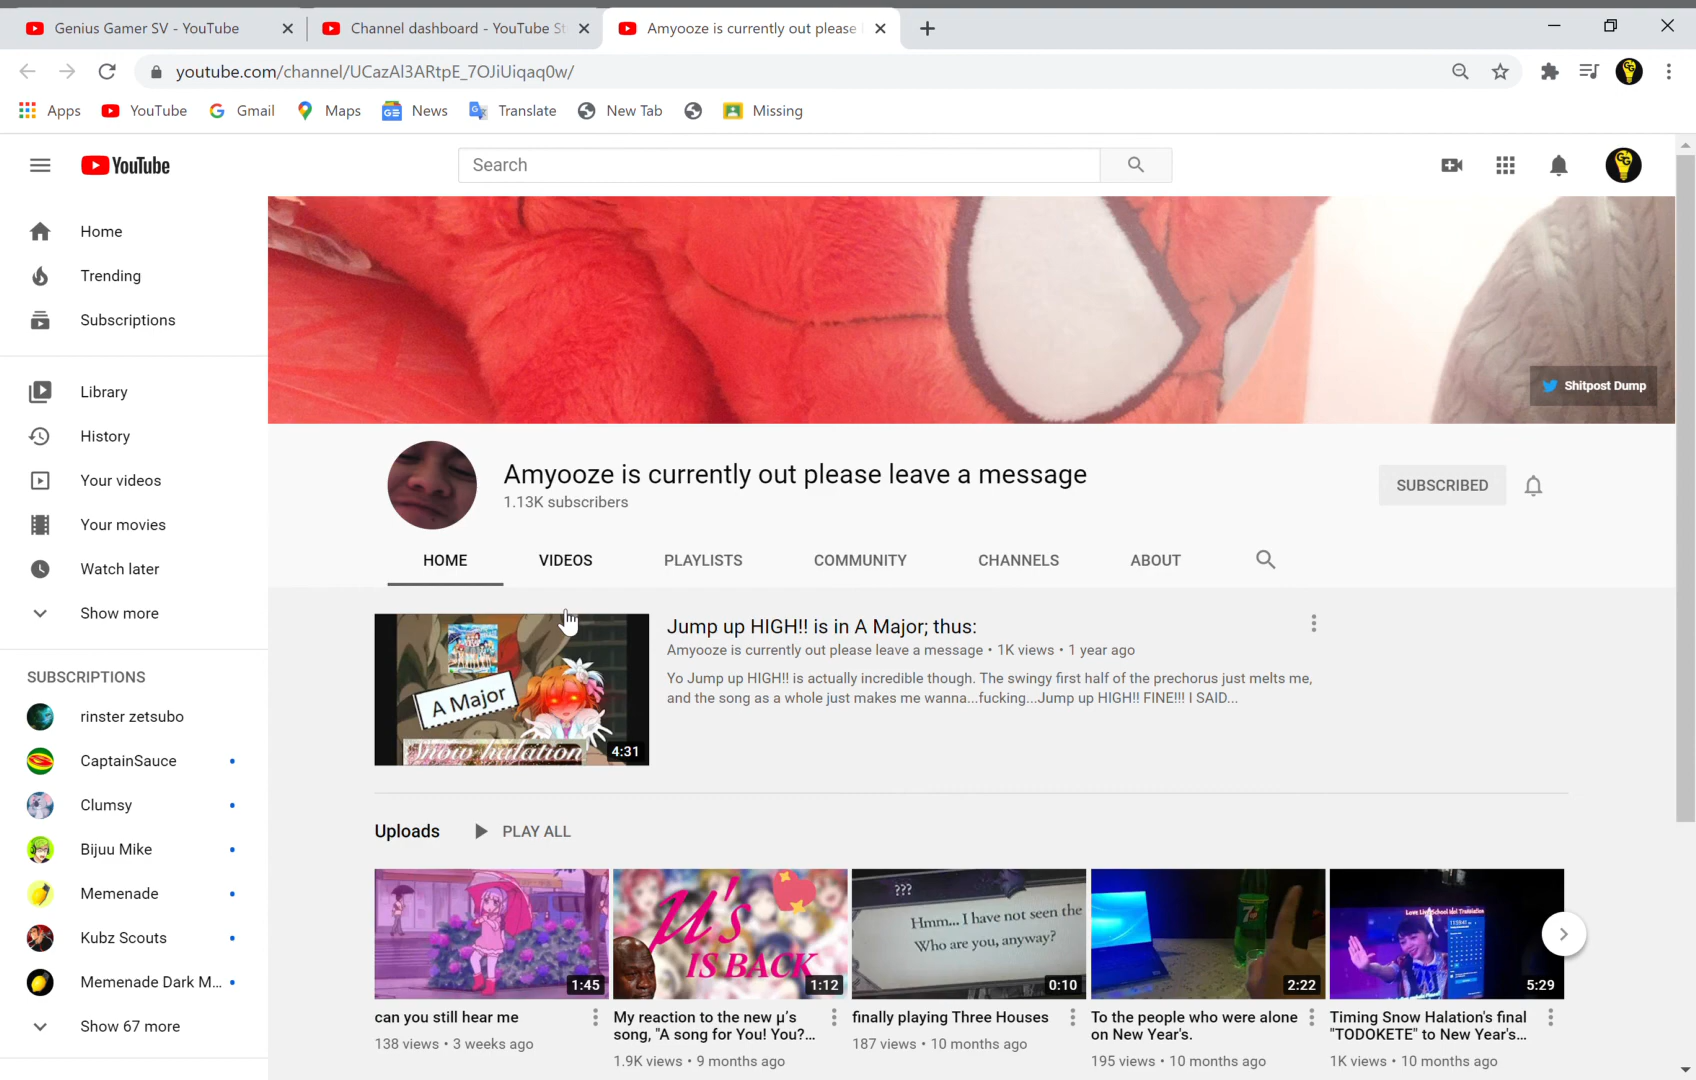 Genius Gamer SV - YouTube
Channel dashboard - YouTube St
Amyooze is currently out please
youtube.com/channel/UCazAl3ARtpE_7OJiUiqaq0w/
Apps
YouTube
Gmail
Maps
News
Translate
New Tab
Missing
YouTube
Search
Home
Trending
Subscriptions
Library
History
Your videos
Your movies
Watch later
Show more
SUBSCRIPTIONS
rinster zetsubo
CaptainSauce
Clumsy
Bijuu Mike
Memenade
Kubz Scouts
Memenade Dark M...
Show 67 more
Shitpost Dump
Amyooze is currently out please leave a message
1.13K subscribers
SUBSCRIBED
HOME
VIDEOS
PLAYLISTS
COMMUNITY
CHANNELS
ABOUT
A Major
Snow halation
4:31
Jump up HIGH!! is in A Major; thus:
Amyooze is currently out please leave a message • 1K views • 1 year ago
Yo Jump up HIGH!! is actually incredible though. The swingy first half of the prechorus just melts me,
and the song as a whole just makes me wanna...fucking...Jump up HIGH!! FINE!!! I SAID...
Uploads
PLAY ALL
1:45
can you still hear me
138 views • 3 weeks ago
μ's
IS BACK
1:12
My reaction to the new μ's
song, "A song for You! You?...
1.9K views • 9 months ago
???
Hmm... I have not seen the
Who are you, anyway?
0:10
finally playing Three Houses
187 views • 10 months ago
2:22
To the people who were alone
on New Year's.
195 views • 10 months ago
Love Live! School Idol Translation
5:29
Timing Snow Halation's final
"TODOKETE" to New Year's...
1K views • 10 months ago